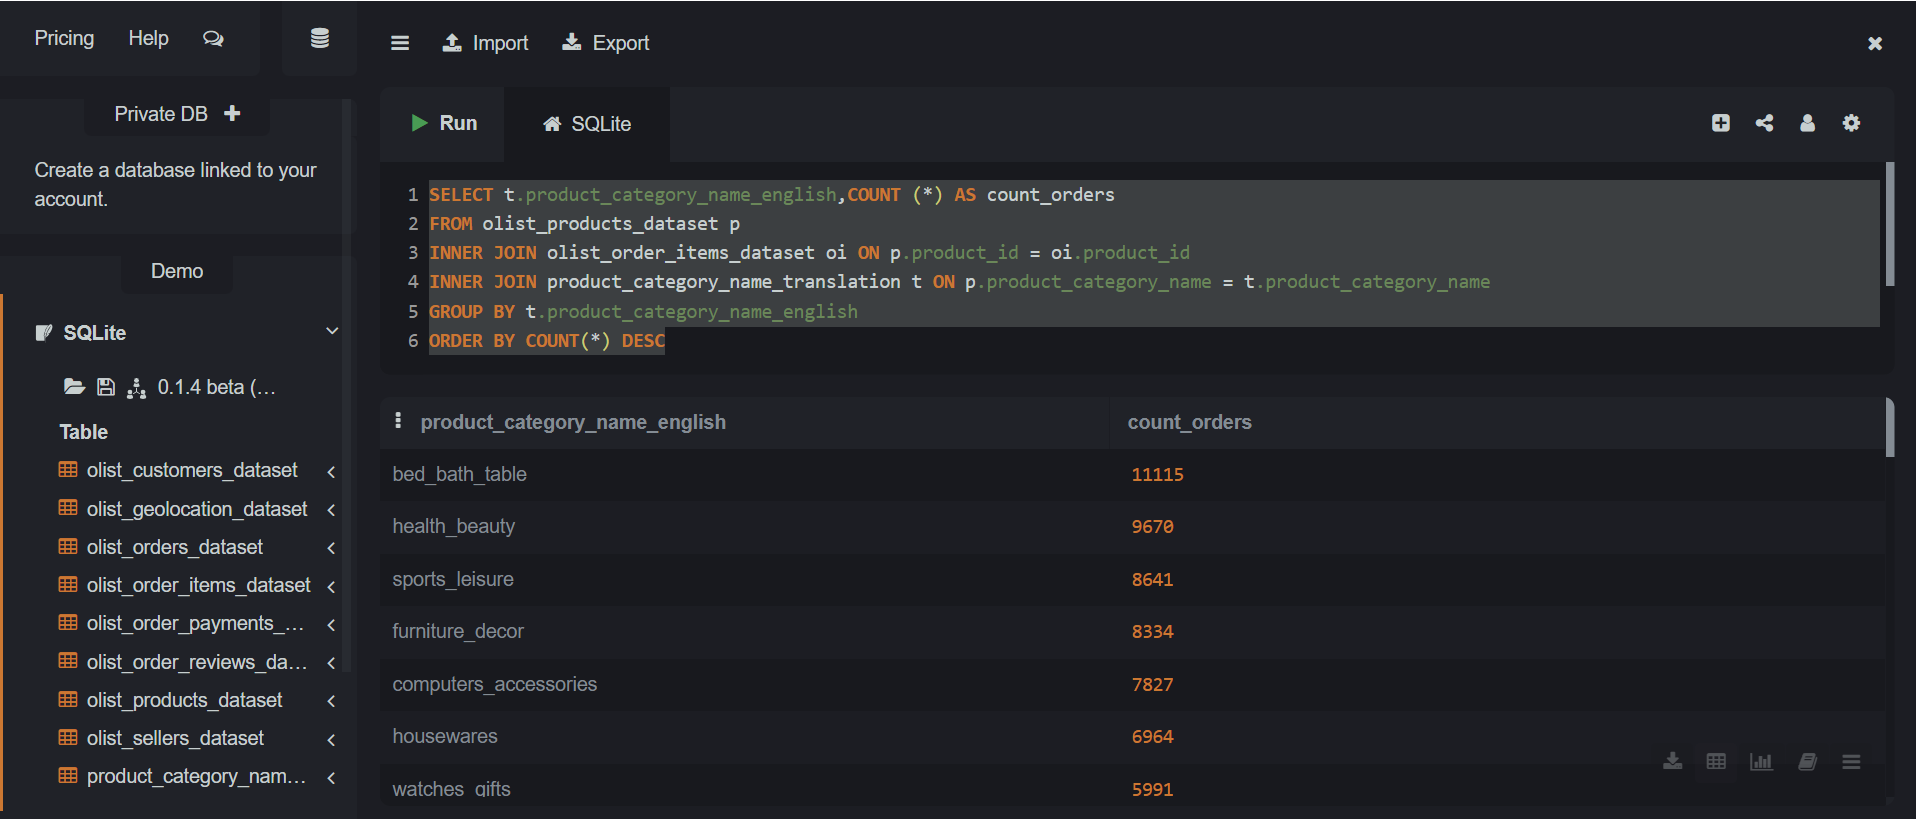 Pricing Help
Import Export
Private DB
Create a database linked to your
account.
Demo
SQLite
0.1.4 beta (…
Table
olist_customers_dataset
olist_geolocation_dataset
olist_orders_dataset
olist_order_items_dataset
olist_order_payments_…
olist_order_reviews_da…
olist_products_dataset
olist_sellers_dataset
product_category_nam…
Run SQLite
1 SELECT t.product_category_name_english,COUNT (*) AS count_orders
2 FROM olist_products_dataset p
3 INNER JOIN olist_order_items_dataset oi ON p.product_id = oi.product_id
4 INNER JOIN product_category_name_translation t ON p.product_category_name = t.product_category_name
5 GROUP BY t.product_category_name_english
6 ORDER BY COUNT(*) DESC
product_category_name_english count_orders
bed_bath_table 11115
health_beauty 9670
sports_leisure 8641
furniture_decor 8334
computers_accessories 7827
housewares 6964
watches_gifts 5991